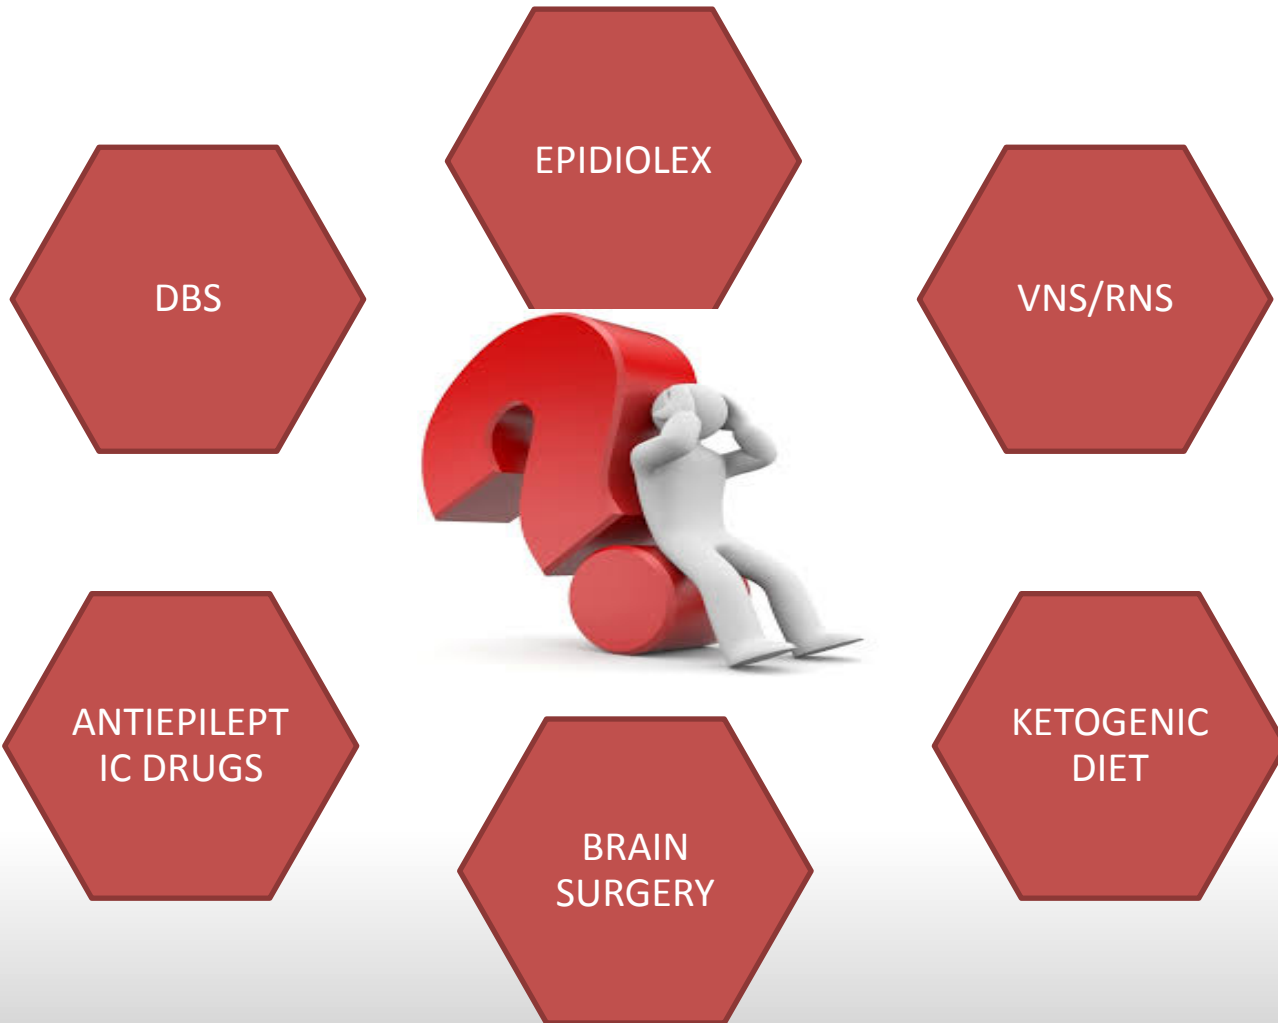 EPIDIOLEX
DBS
VNS/RNS
ANTIEPILEPT
IC DRUGS
KETOGENIC
DIET
BRAIN
SURGERY